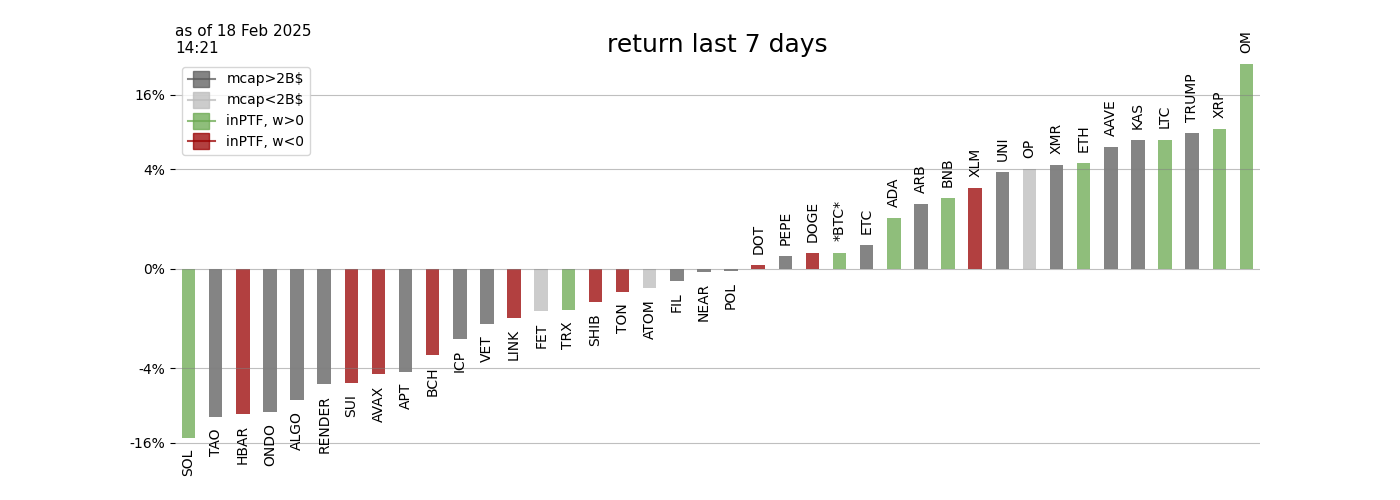 as of 18 Feb 2025
14:21
return last 7 days
mcap>2B$
mcap<2B$
inPTF, w>0
inPTF, w<0
16%
4%
0%
-4%
-16%
SOL
TAO
HBAR
ONDO
ALGO
RENDER
SUI
AVAX
APT
BCH
ICP
VET
LINK
FET
TRX
SHIB
TON
ATOM
FIL
NEAR
POL
DOT
PEPE
DOGE
*BTC*
ETC
ADA
ARB
BNB
XLM
UNI
OP
XMR
ETH
AAVE
KAS
LTC
TRUMP
XRP
OM